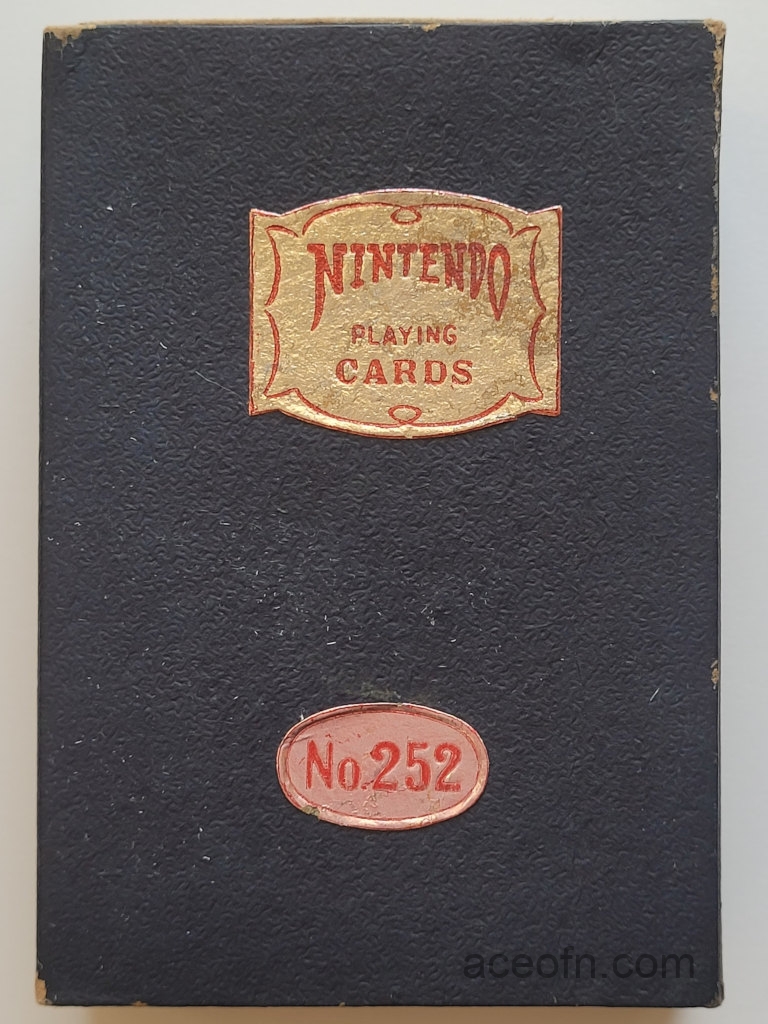 NINTENDO
PLAYING
CARDS
No.252
aceofn.com